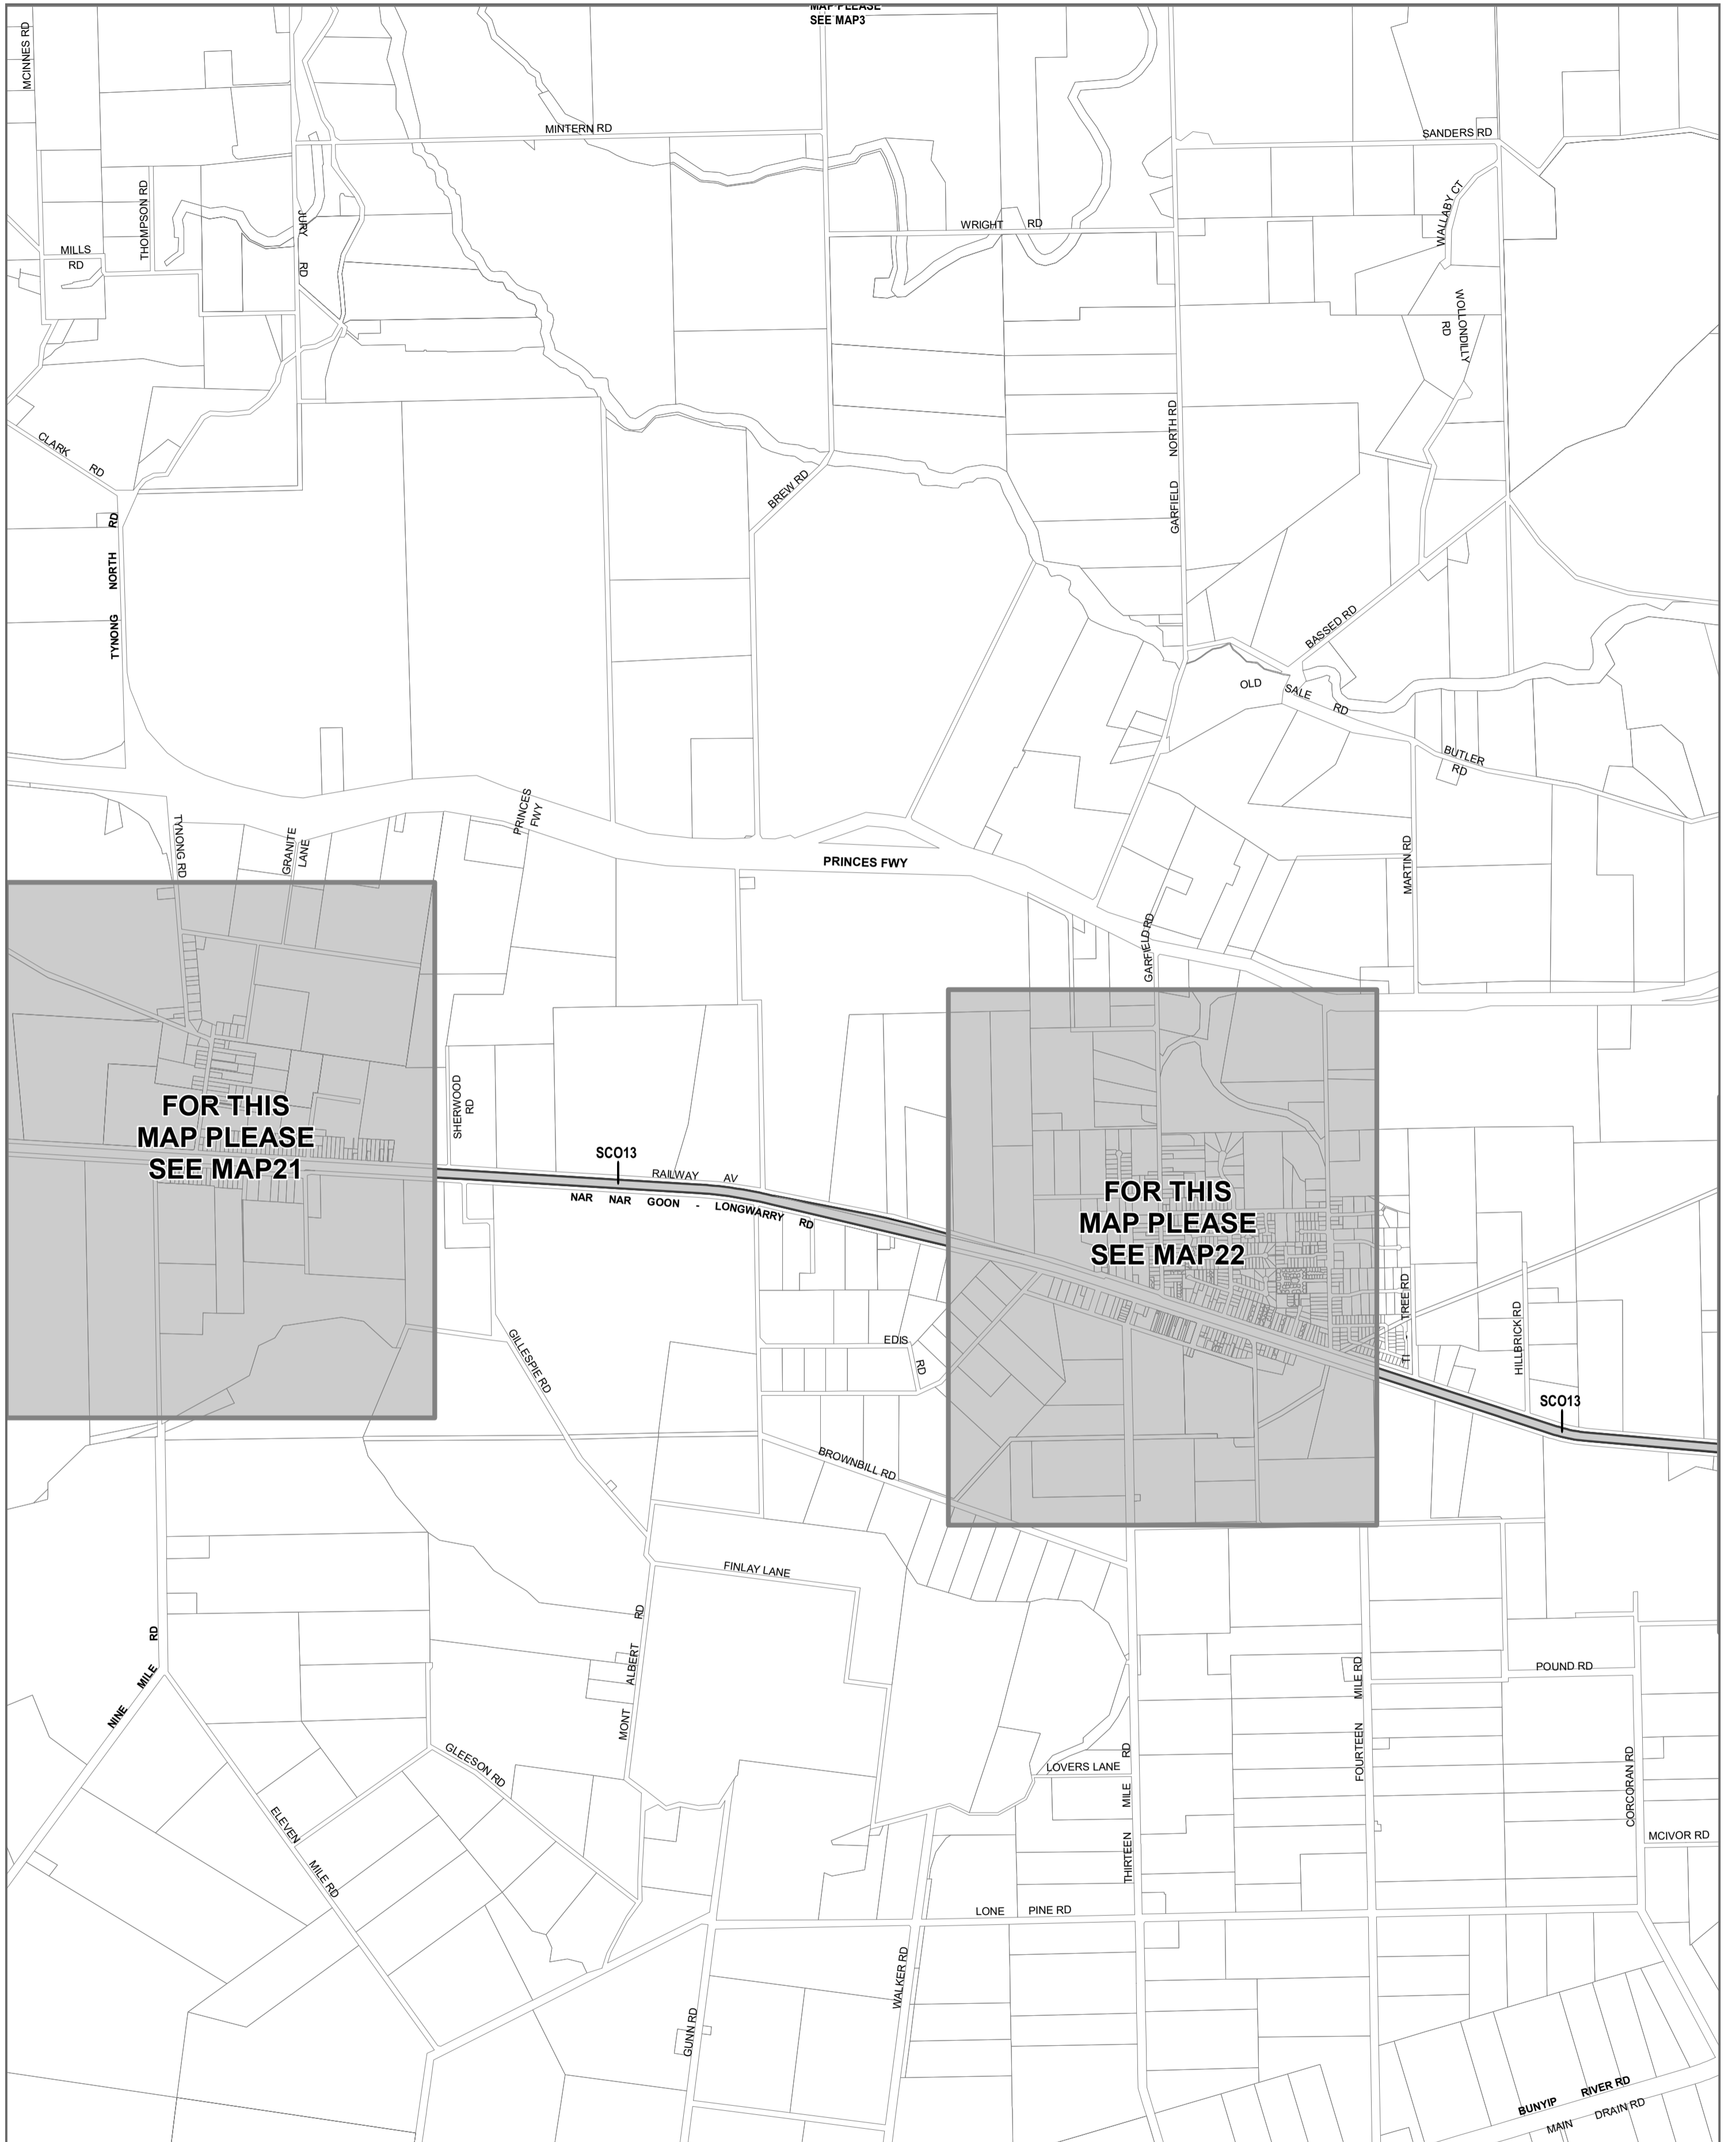 MAP PLEASE
SEE MAP3
MCINNES RD
MINTERN RD
SANDERS RD
THOMPSON RD
JURY
RD
WRIGHT RD
WALLABY CT
MILLS
RD
WOLLONDILLY
RD
CLARK
RD
NORTH RD
GARFIELD
BREW RD
TYNONG NORTH RD
BASSED RD
OLD SALE RD
BUTLER
RD
PRINCES
FWY
TYNONG RD
GRANITE
LANE
PRINCES FWY
MARTIN RD
GARFIELD RD
SHERWOOD
RD
FOR THIS
MAP PLEASE
SEE MAP21
SCO13
RAILWAY AV
NAR NAR GOON - LONGWARRY RD
FOR THIS
MAP PLEASE
SEE MAP22
TI - TREE RD
HILLBRICK RD
EDIS
RD
GILLESPIE RD
SCO13
BROWNBILL RD
FINLAY LANE
MONT ALBERT RD
NINE MILE RD
POUND RD
FOURTEEN MILE RD
GLEESON RD
LOVERS LANE
THIRTEEN MILE RD
CORCORAN RD
ELEVEN
MILE RD
MCIVOR RD
LONE PINE RD
WALKER RD
GUNN RD
BUNYIP RIVER RD
MAIN DRAIN RD